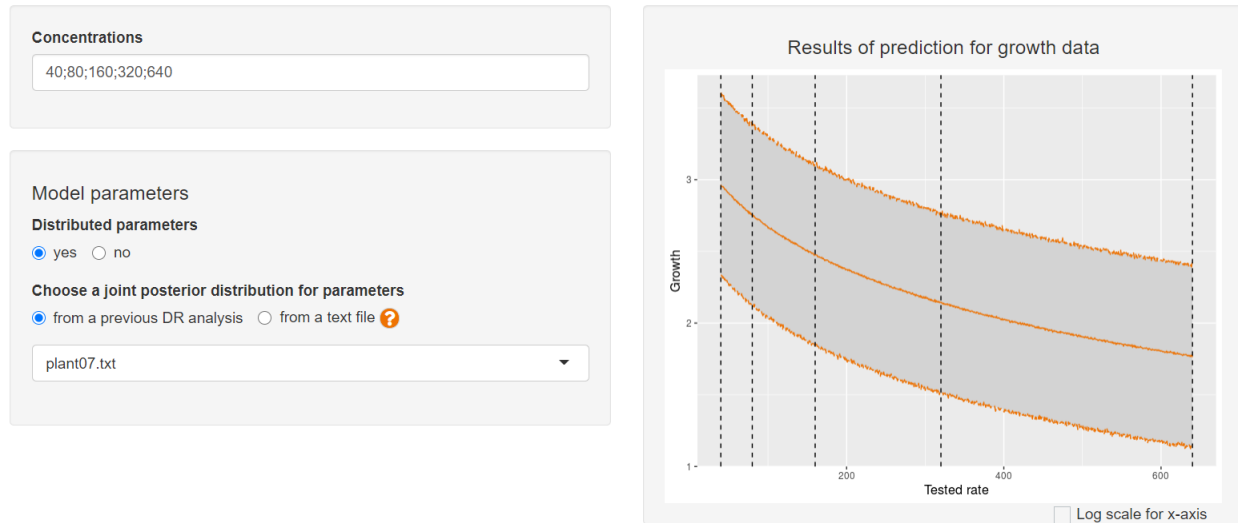 Concentrations
40;80;160;320;640
Model parameters
Distributed parameters
yes no
Choose a joint posterior distribution for parameters
from a previous DR analysis from a text file ?
plant07.txt
Results of prediction for growth data
Growth
3
2
1
200 400 600
Tested rate
Log scale for x-axis